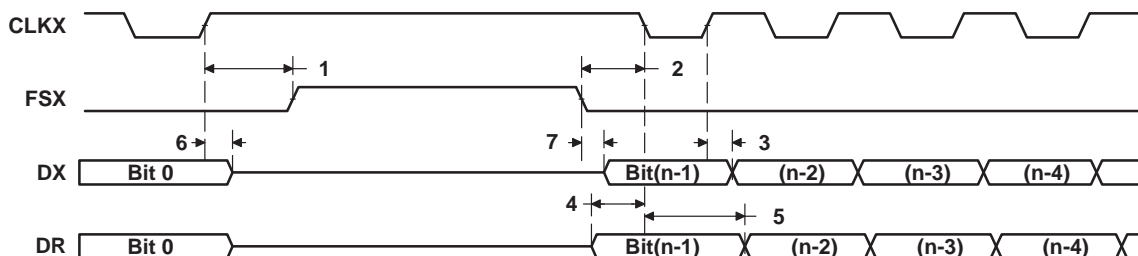 CLKX
1 2
FSX
6 7 3
DX Bit 0 Bit(n-1) (n-2) (n-3) (n-4)
4 5
DR Bit 0 Bit(n-1) (n-2) (n-3) (n-4)